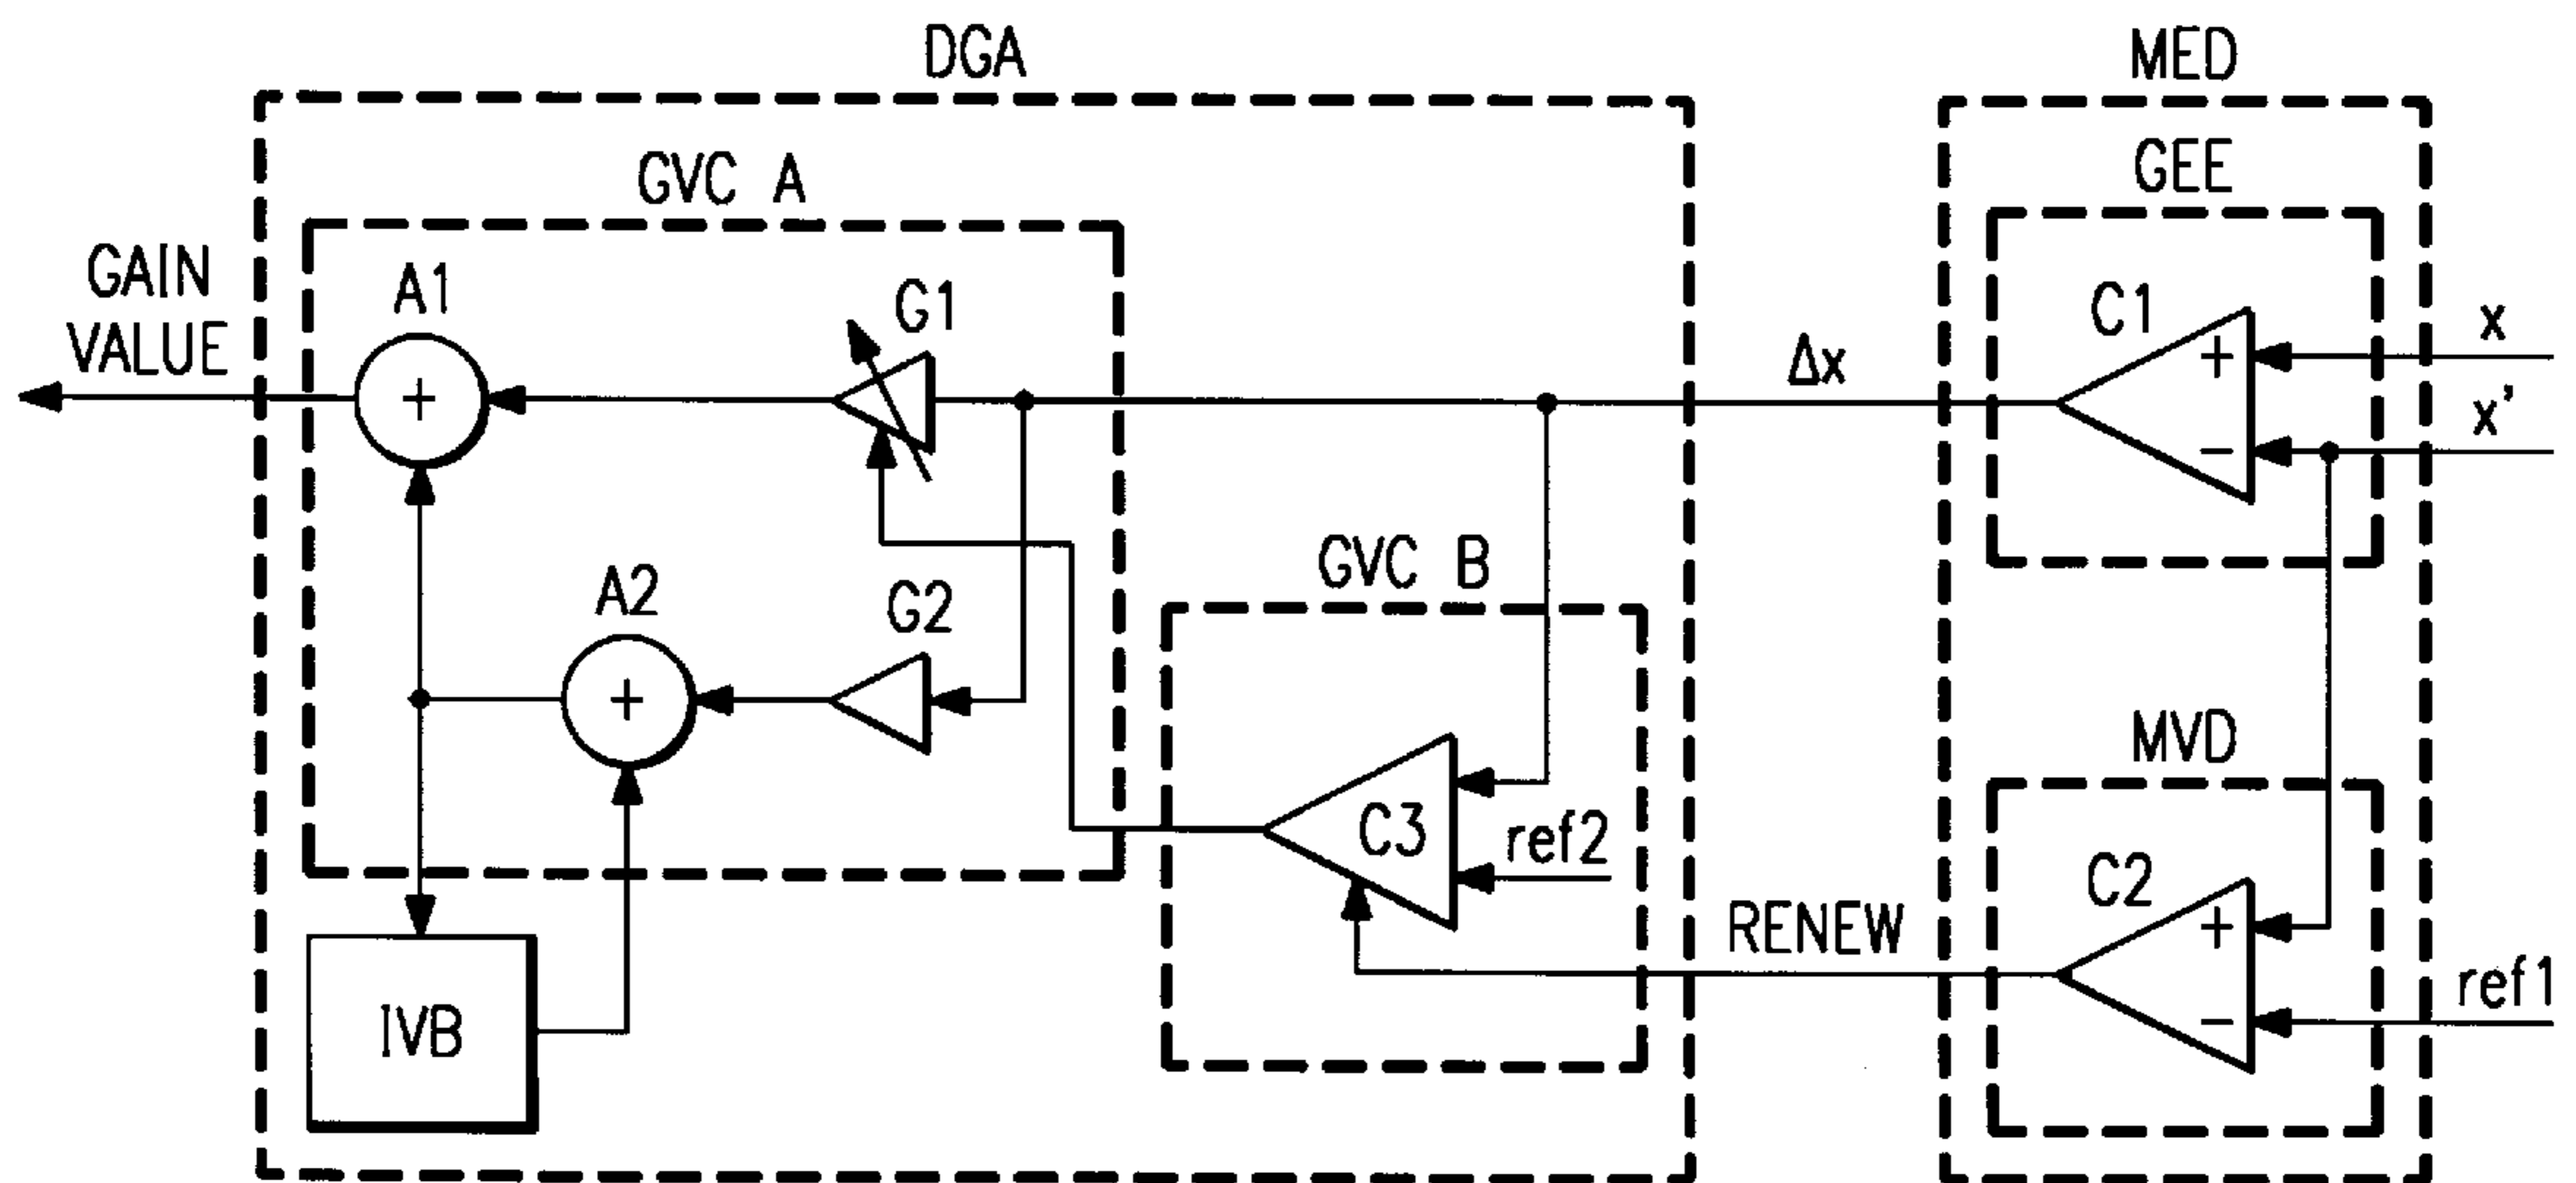 DGA
MED
GVC A
GEE
GAIN
VALUE
A1
G1
Δx
C1
+
x
+
-
x'
A2
G2
GVC B
+
MVD
C3
ref2
RENEW
C2
+
ref1
-
IVB